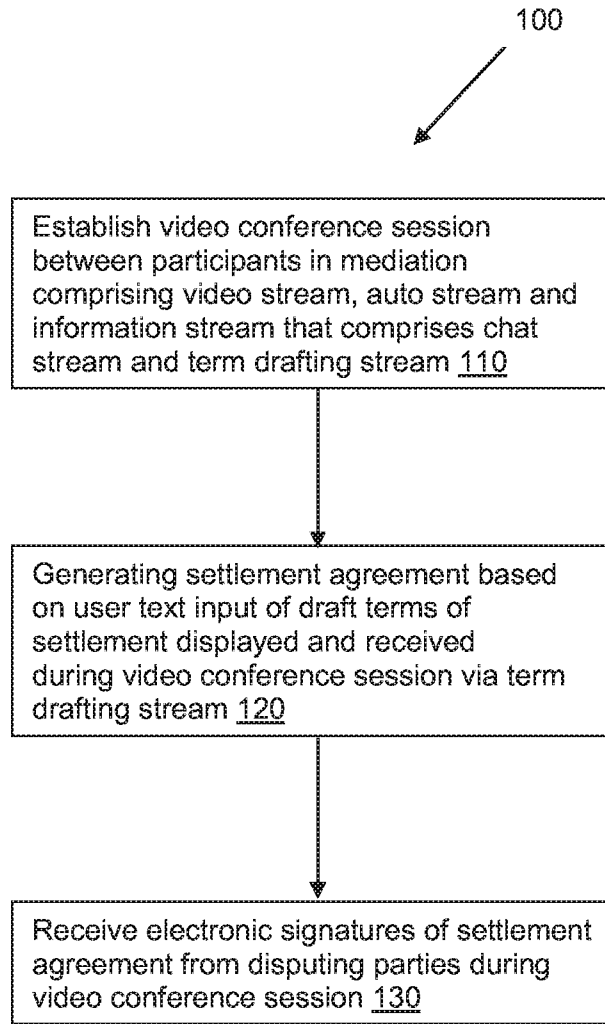 100
Establish video conference session
between participants in mediation
comprising video stream, auto stream and
information stream that comprises chat
stream and term drafting stream 110
Generating settlement agreement based
on user text input of draft terms of
settlement displayed and received
during video conference session via term
drafting stream 120
Receive electronic signatures of settlement
agreement from disputing parties during
video conference session 130